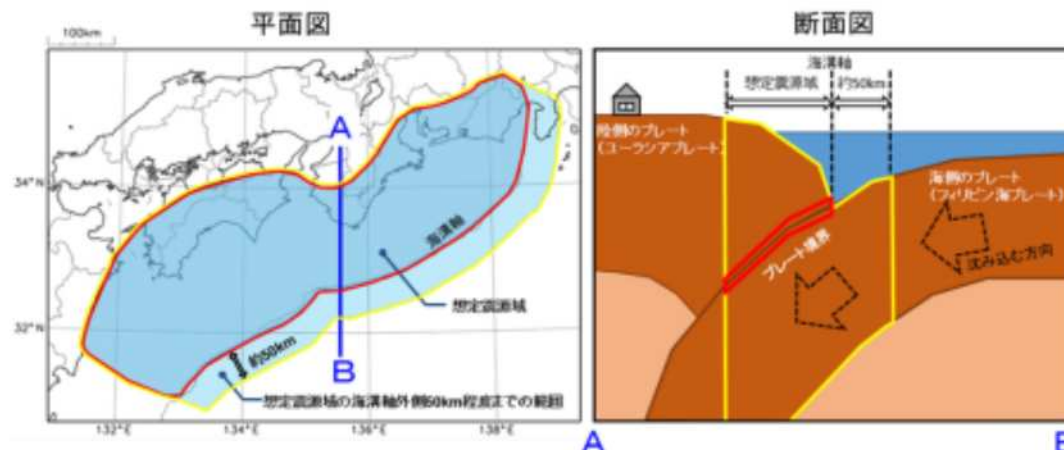 平面図
100km
A
34°N
海溝軸
想定震源域
32°N
約50km
B
想定震源域の海溝軸外側50km程度までの範囲
132°E
134°E
136°E
138°E
断面図
海溝軸
想定震源域
約50km
陸側のプレート
(ユーラシアプレート)
海側のプレート
(フィリピン海プレート)
プレート境界
沈み込む方向
A
B